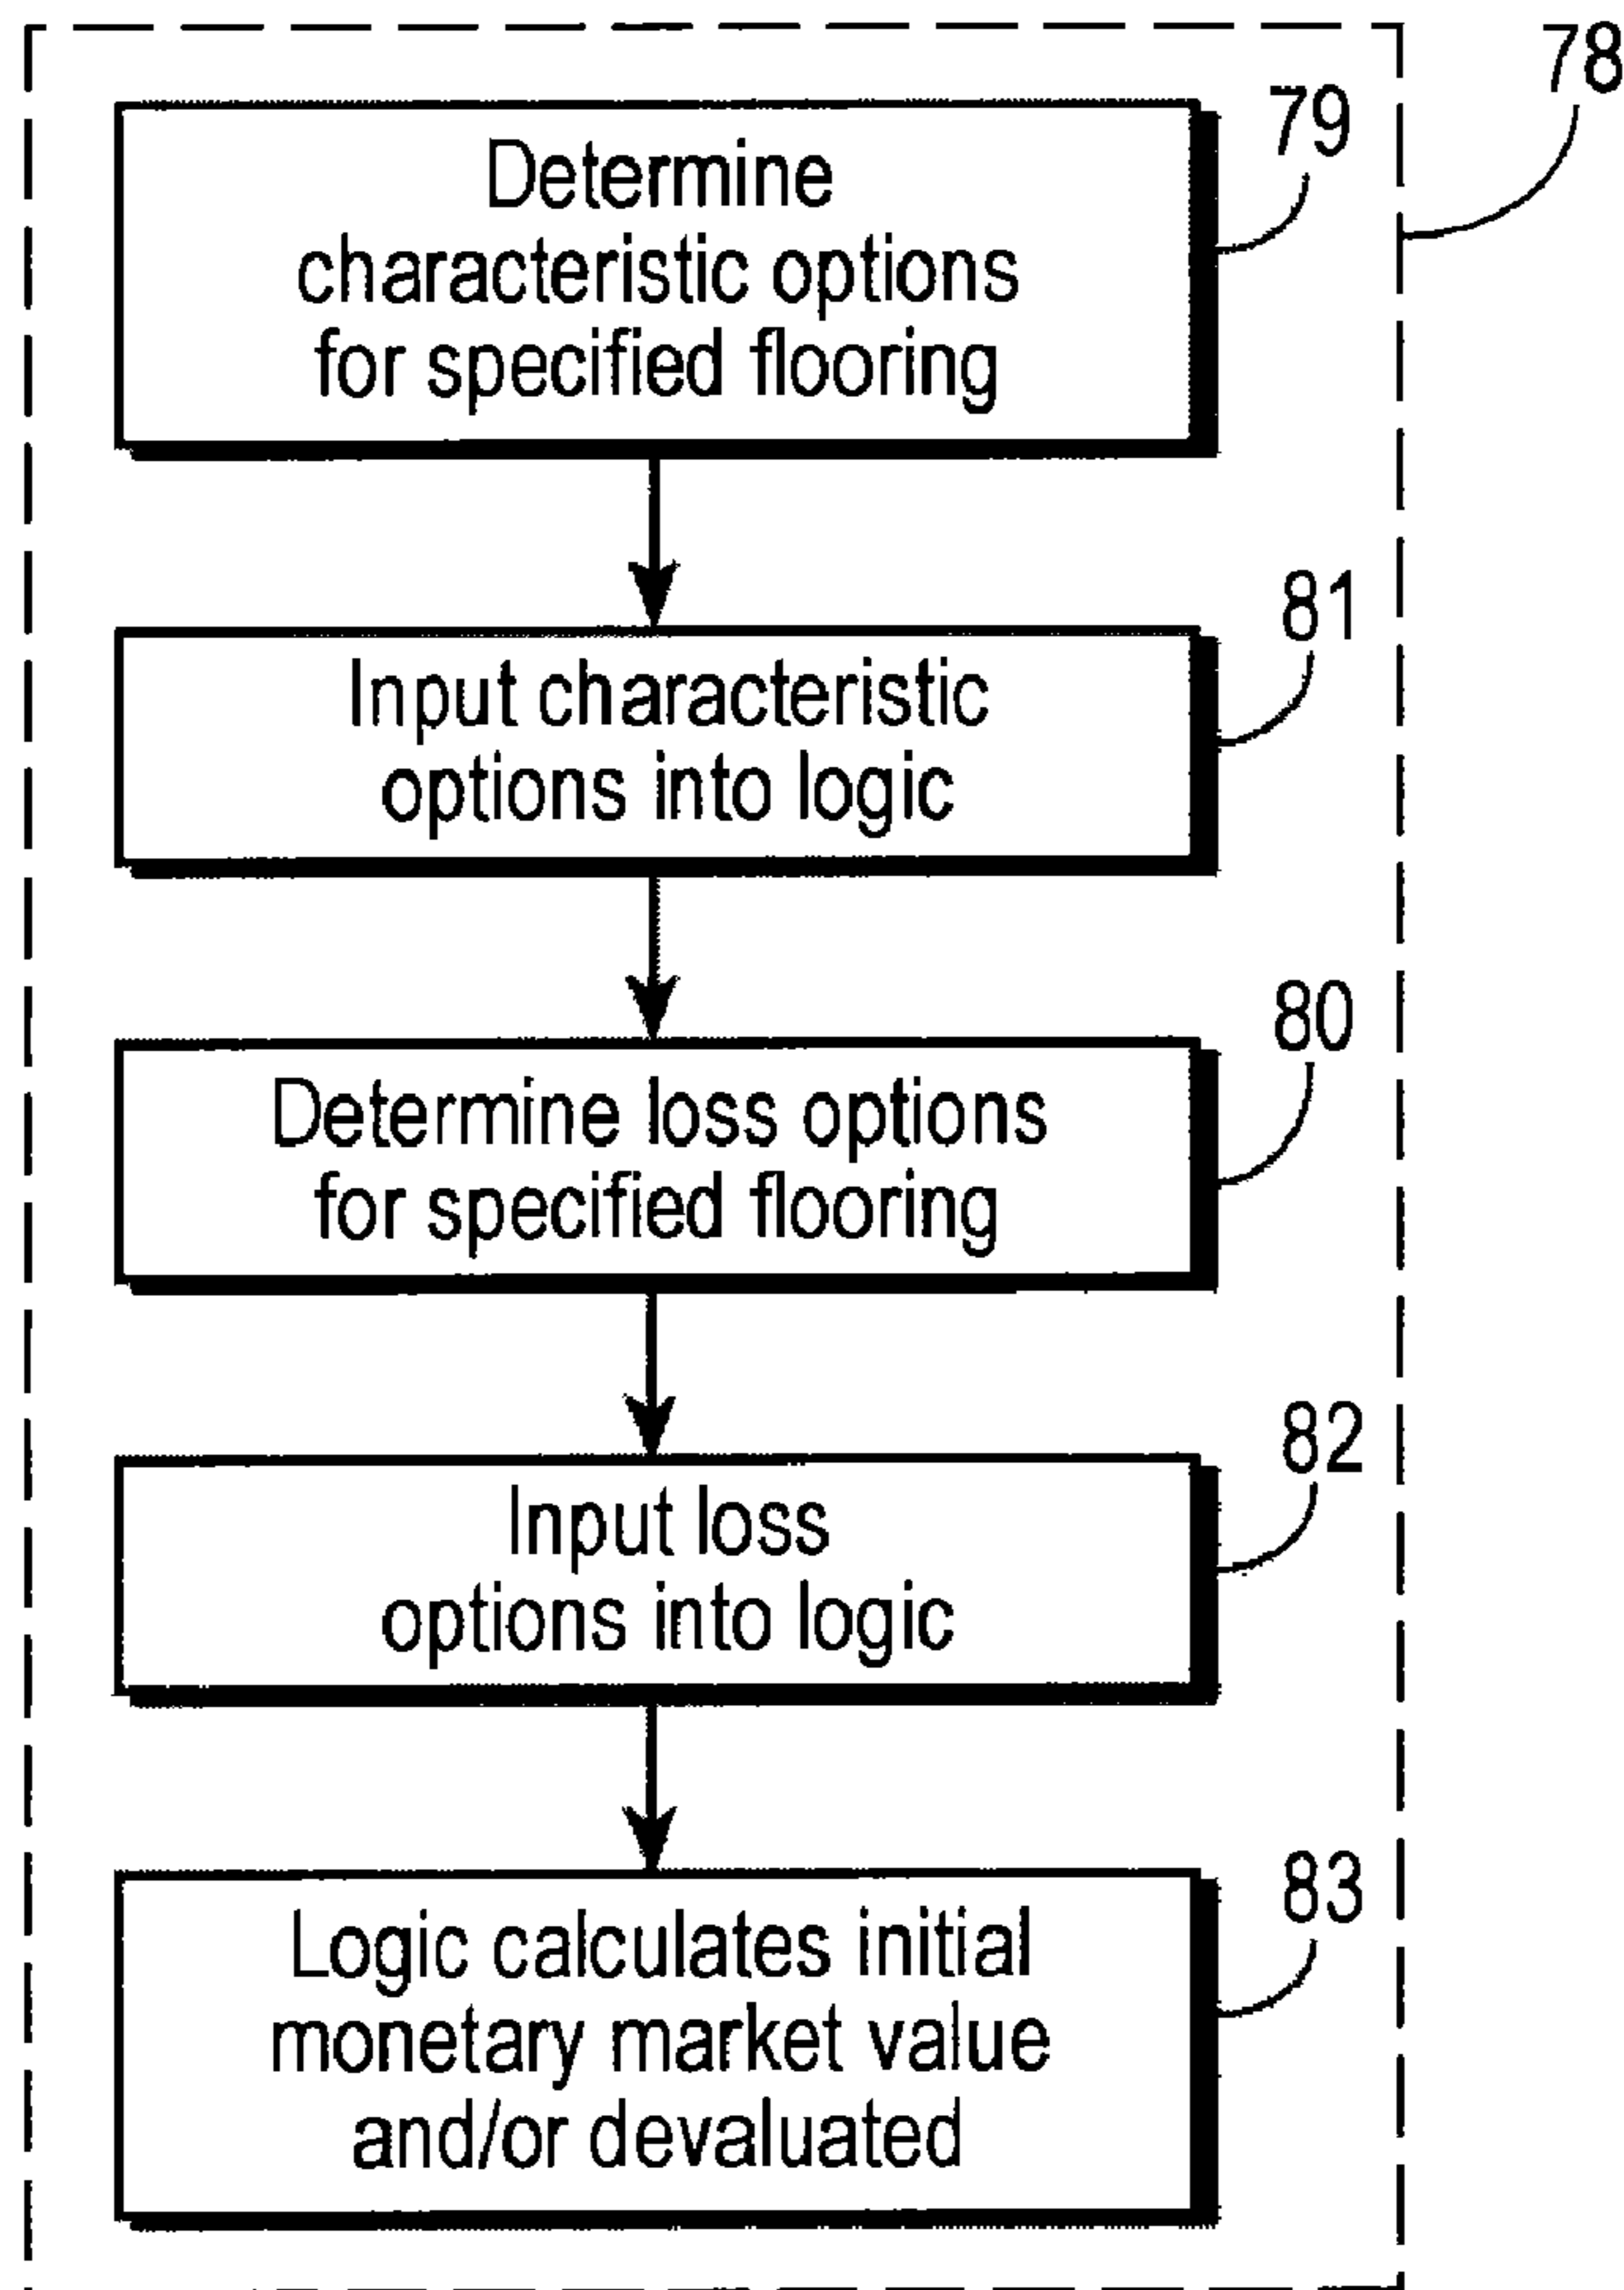 78
79
Determine
characteristic options
for specified flooring
81
Input characteristic
options into logic
80
Determine loss options
for specified flooring
82
Input loss
options into logic
83
Logic calculates initial
monetary market value
and/or devaluated